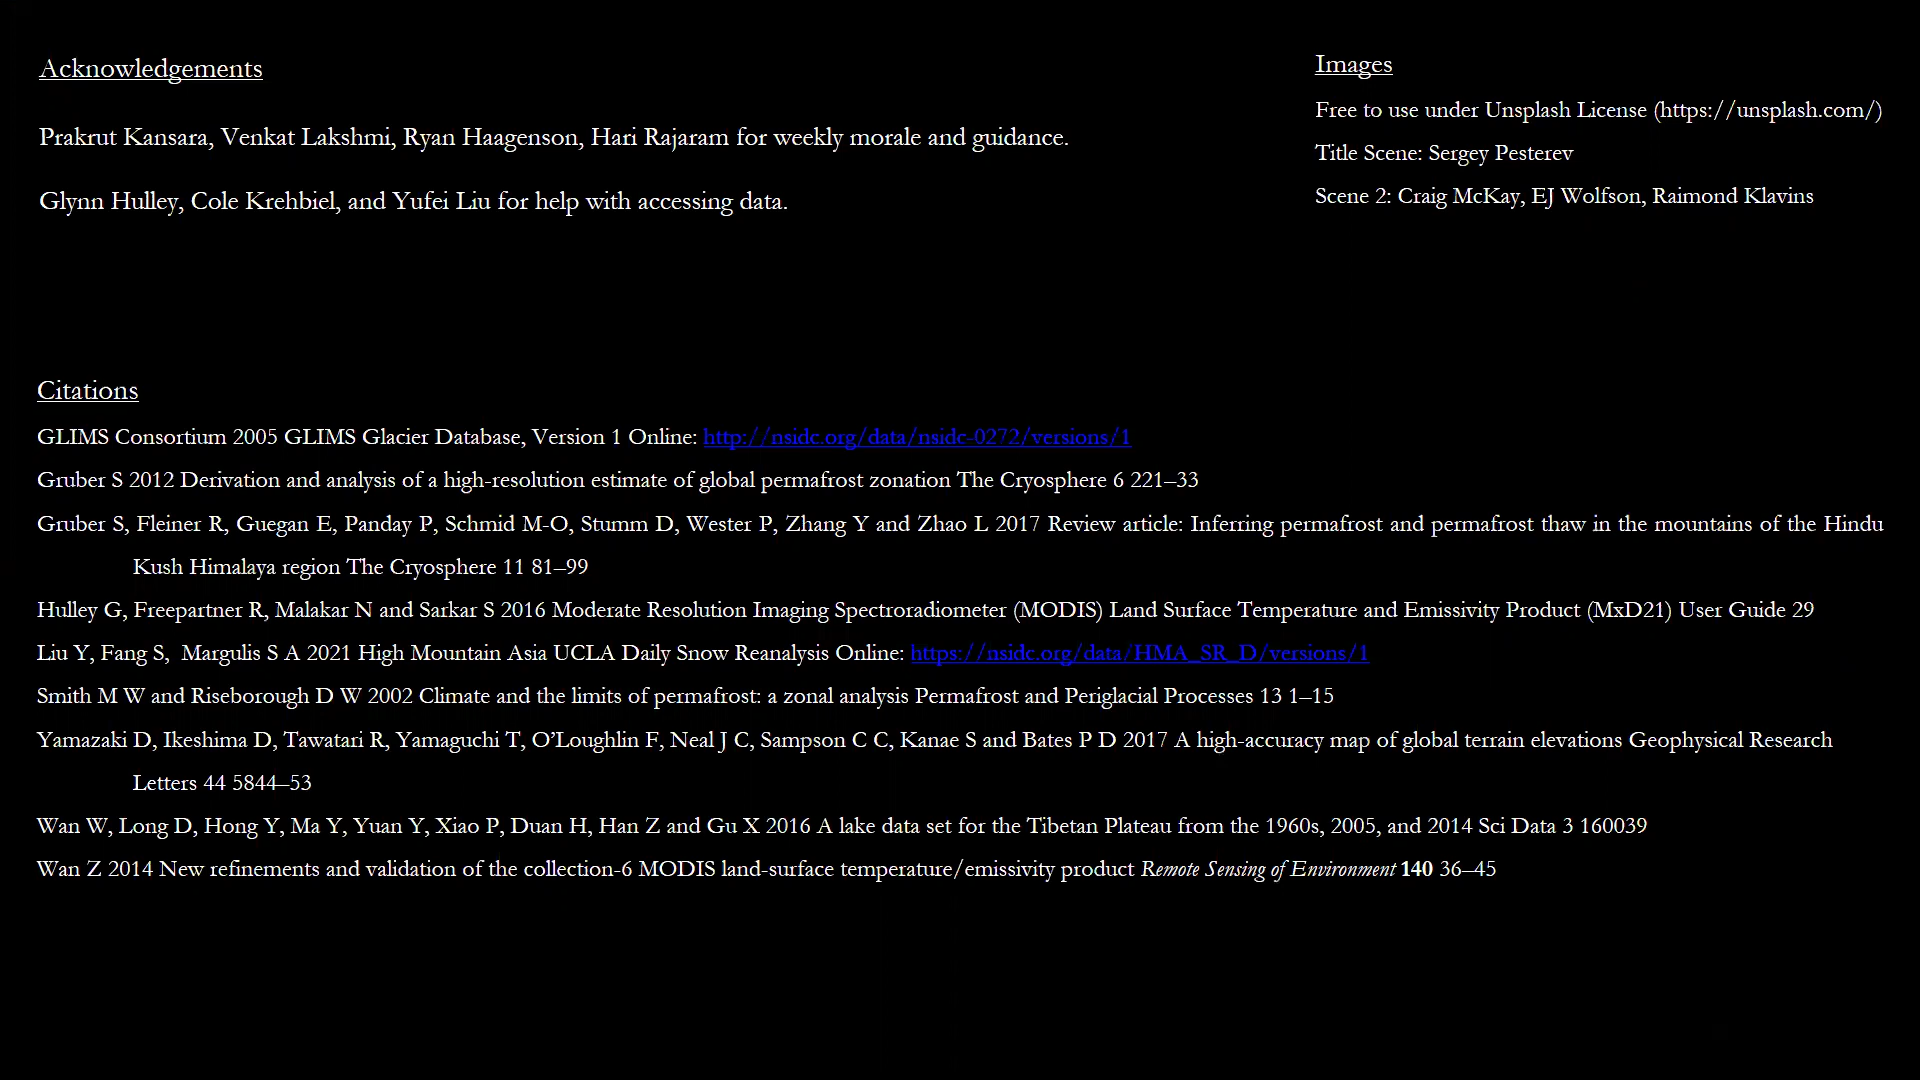 Acknowledgements
Prakrut Kansara, Venkat Lakshmi, Ryan Haagenson, Hari Rajaram for weekly morale and guidance.
Glynn Hulley, Cole Krehbiel, and Yufei Liu for help with accessing data.
Images
Free to use under Unsplash License (https://unsplash.com/)
Title Scene: Sergey Pesterev
Scene 2: Craig McKay, EJ Wolfson, Raimond Klavins
Citations
GLIMS Consortium 2005 GLIMS Glacier Database, Version 1 Online: http://nsidc.org/data/nsidc-0272/versions/1
Gruber S 2012 Derivation and analysis of a high-resolution estimate of global permafrost zonation The Cryosphere 6 221–33
Gruber S, Fleiner R, Guegan E, Panday P, Schmid M-O, Stumm D, Wester P, Zhang Y and Zhao L 2017 Review article: Inferring permafrost and permafrost thaw in the mountains of the Hindu
Kush Himalaya region The Cryosphere 11 81–99
Hulley G, Freepartner R, Malakar N and Sarkar S 2016 Moderate Resolution Imaging Spectroradiometer (MODIS) Land Surface Temperature and Emissivity Product (MxD21) User Guide 29
Liu Y, Fang S,  Margulis S A 2021 High Mountain Asia UCLA Daily Snow Reanalysis Online: https://nsidc.org/data/HMA_SR_D/versions/1
Smith M W and Riseborough D W 2002 Climate and the limits of permafrost: a zonal analysis Permafrost and Periglacial Processes 13 1–15
Yamazaki D, Ikeshima D, Tawatari R, Yamaguchi T, O’Loughlin F, Neal J C, Sampson C C, Kanae S and Bates P D 2017 A high-accuracy map of global terrain elevations Geophysical Research
Letters 44 5844–53
Wan W, Long D, Hong Y, Ma Y, Yuan Y, Xiao P, Duan H, Han Z and Gu X 2016 A lake data set for the Tibetan Plateau from the 1960s, 2005, and 2014 Sci Data 3 160039
Wan Z 2014 New refinements and validation of the collection-6 MODIS land-surface temperature/emissivity product Remote Sensing of Environment 140 36–45